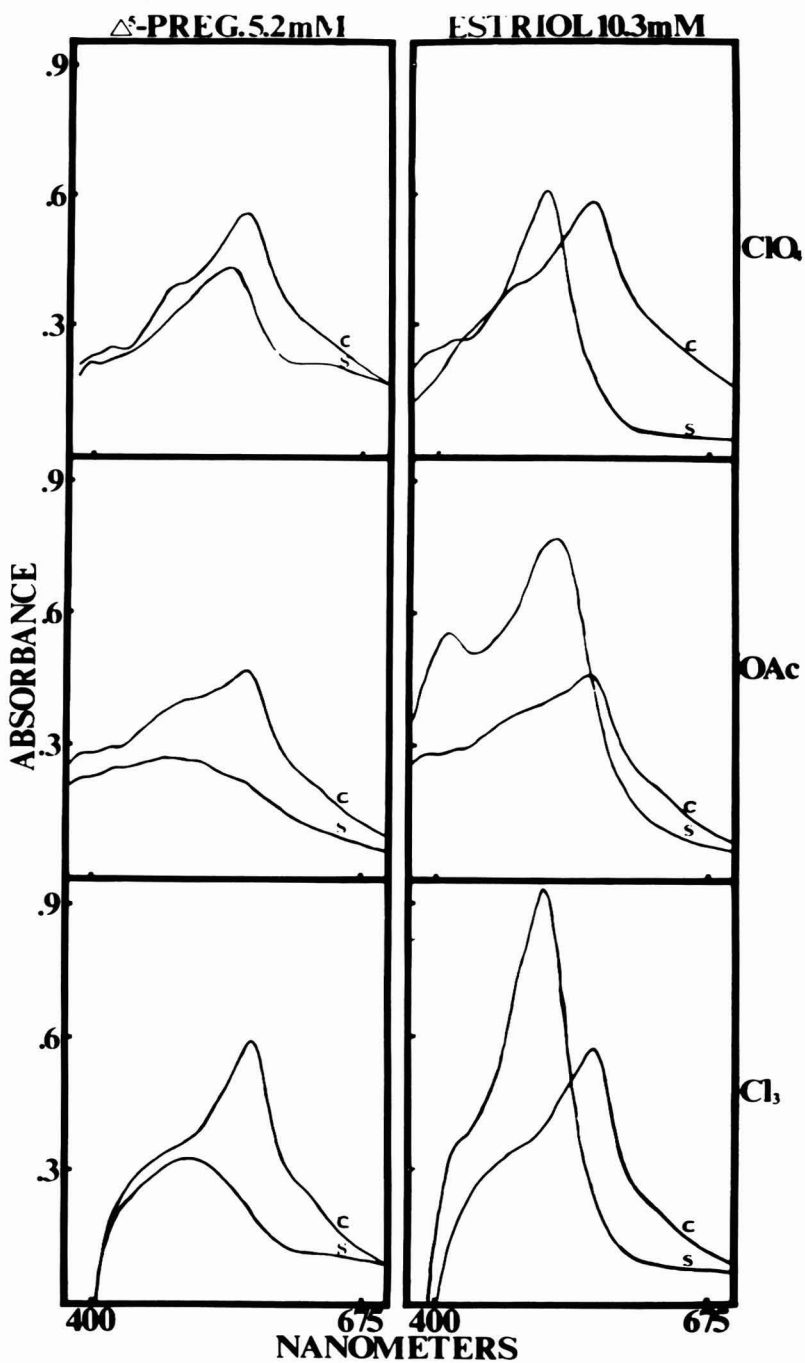 Δ⁵-PREG. 5.2mM
ESTRIOL 10.3mM
.9
.6
.3
C
S
C
S
ClO₄
.9
.6
.3
C
S
C
S
OAc
ABSORBANCE
.9
.6
.3
C
S
C
S
Cl₃
400
675
400
675
NANOMETERS